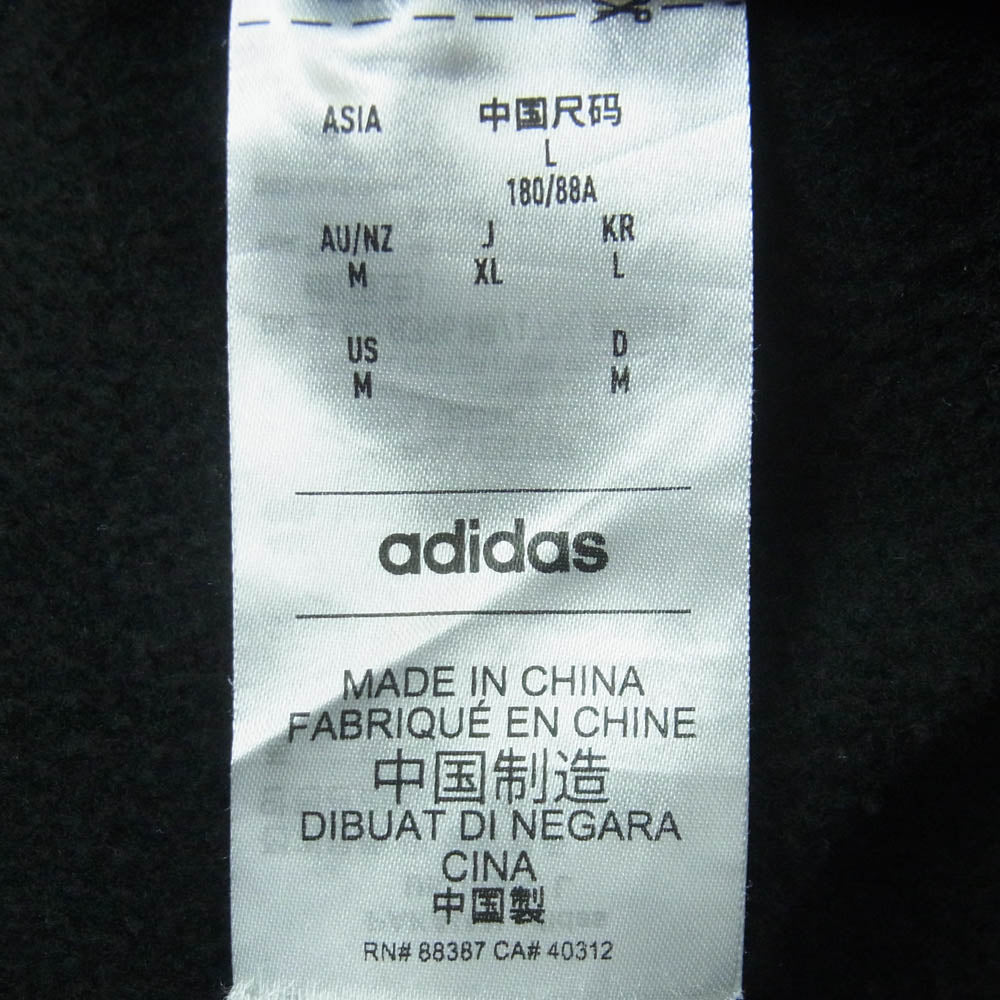 ASIA 中国尺码
L
180/88A
AU/NZ J KR
M XL L
US D
M M
adidas
MADE IN CHINA
FABRIQUÉ EN CHINE
中国制造
DIBUAT DI NEGARA
CINA
中国製
RN# 88387 CA# 40312